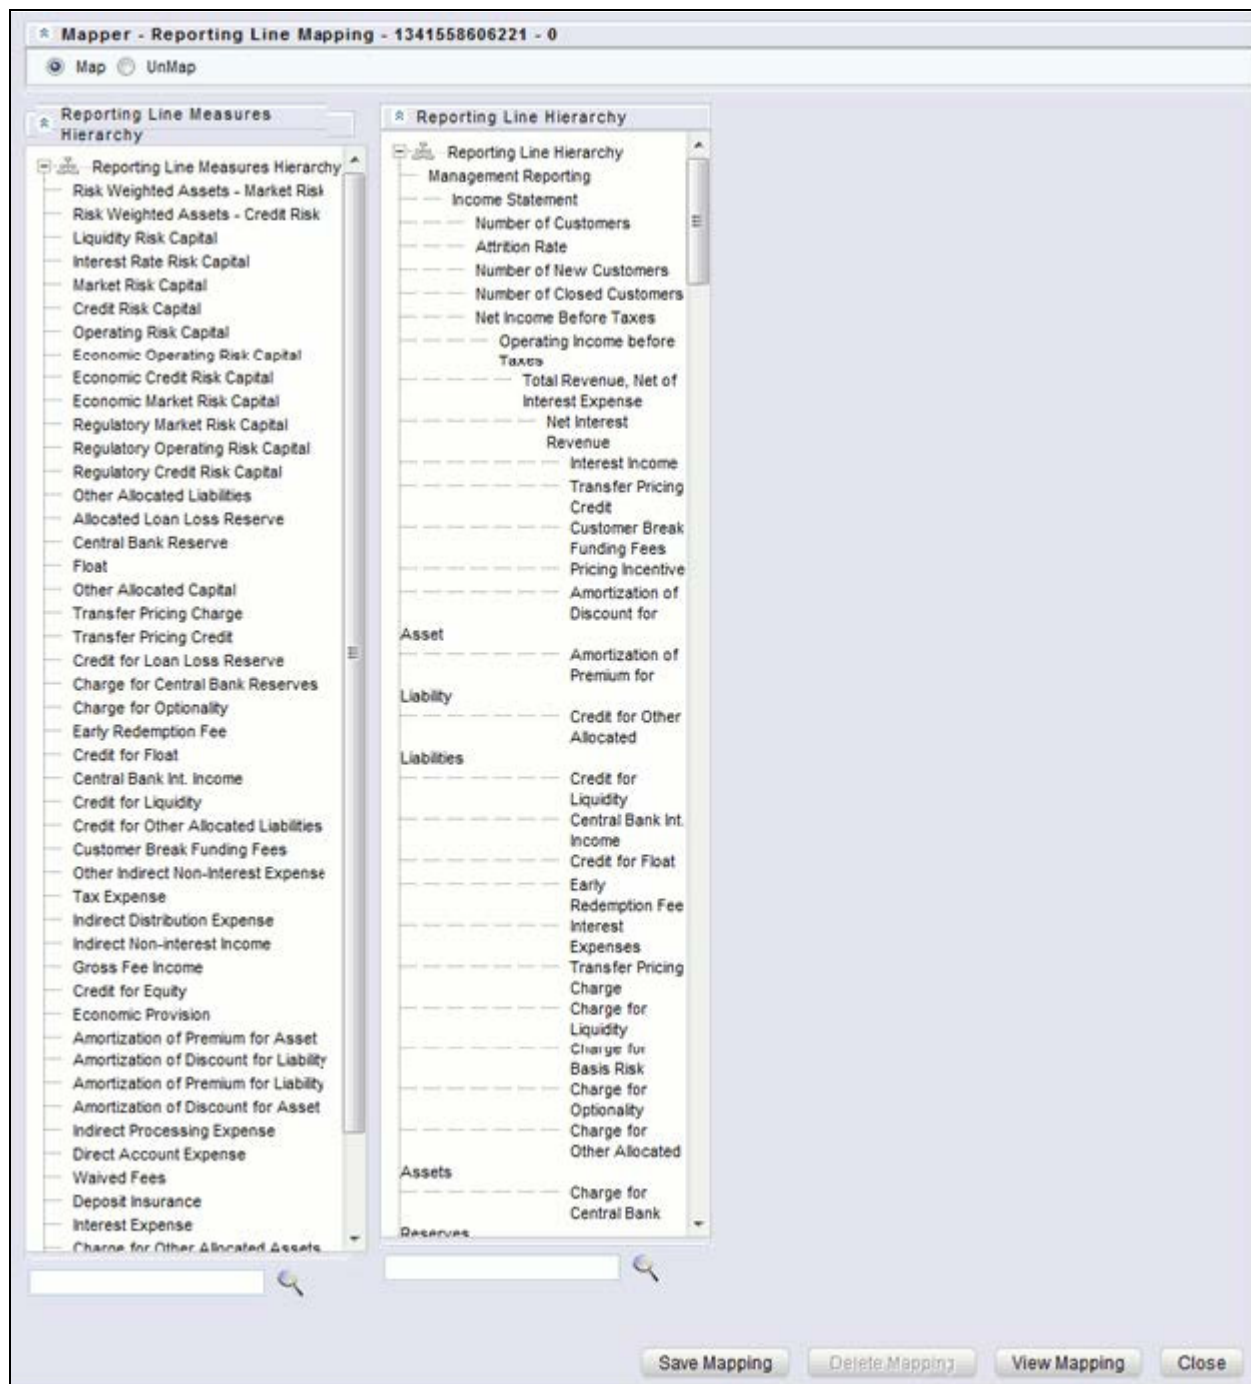 Mapper - Reporting Line Mapping - 1341558606221 - 0
Map UnMap
Reporting Line Measures
Hierarchy
Reporting Line Measures Hierarchy
Risk Weighted Assets - Market Risk
Risk Weighted Assets - Credit Risk
Liquidity Risk Capital
Interest Rate Risk Capital
Market Risk Capital
Credit Risk Capital
Operating Risk Capital
Economic Operating Risk Capital
Economic Credit Risk Capital
Economic Market Risk Capital
Regulatory Market Risk Capital
Regulatory Operating Risk Capital
Regulatory Credit Risk Capital
Other Allocated Liabilities
Allocated Loan Loss Reserve
Central Bank Reserve
Float
Other Allocated Capital
Transfer Pricing Charge
Transfer Pricing Credit
Credit for Loan Loss Reserve
Charge for Central Bank Reserves
Charge for Optionality
Early Redemption Fee
Credit for Float
Central Bank Int. Income
Credit for Liquidity
Credit for Other Allocated Liabilities
Customer Break Funding Fees
Other Indirect Non-Interest Expense
Tax Expense
Indirect Distribution Expense
Indirect Non-interest Income
Gross Fee Income
Credit for Equity
Economic Provision
Amortization of Premium for Asset
Amortization of Discount for Liability
Amortization of Premium for Liability
Amortization of Discount for Asset
Indirect Processing Expense
Direct Account Expense
Waived Fees
Deposit Insurance
Interest Expense
Charge for Other Allocated Assets
Reporting Line Hierarchy
Reporting Line Hierarchy
Management Reporting
Income Statement
Number of Customers
Attrition Rate
Number of New Customers
Number of Closed Customers
Net Income Before Taxes
Operating Income before
Taxes
Total Revenue, Net of
Interest Expense
Net Interest
Revenue
Interest Income
Transfer Pricing
Credit
Customer Break
Funding Fees
Pricing Incentive
Amortization of
Discount for
Asset
Amortization of
Premium for
Liability
Credit for Other
Allocated
Liabilities
Credit for
Liquidity
Central Bank Int.
Income
Credit for Float
Early
Redemption Fee
Interest
Expenses
Transfer Pricing
Charge
Charge for
Liquidity
Charge for
Basis Risk
Charge for
Optionality
Charge for
Other Allocated
Assets
Charge for
Central Bank
Reserves
Save Mapping Delete Mapping View Mapping Close